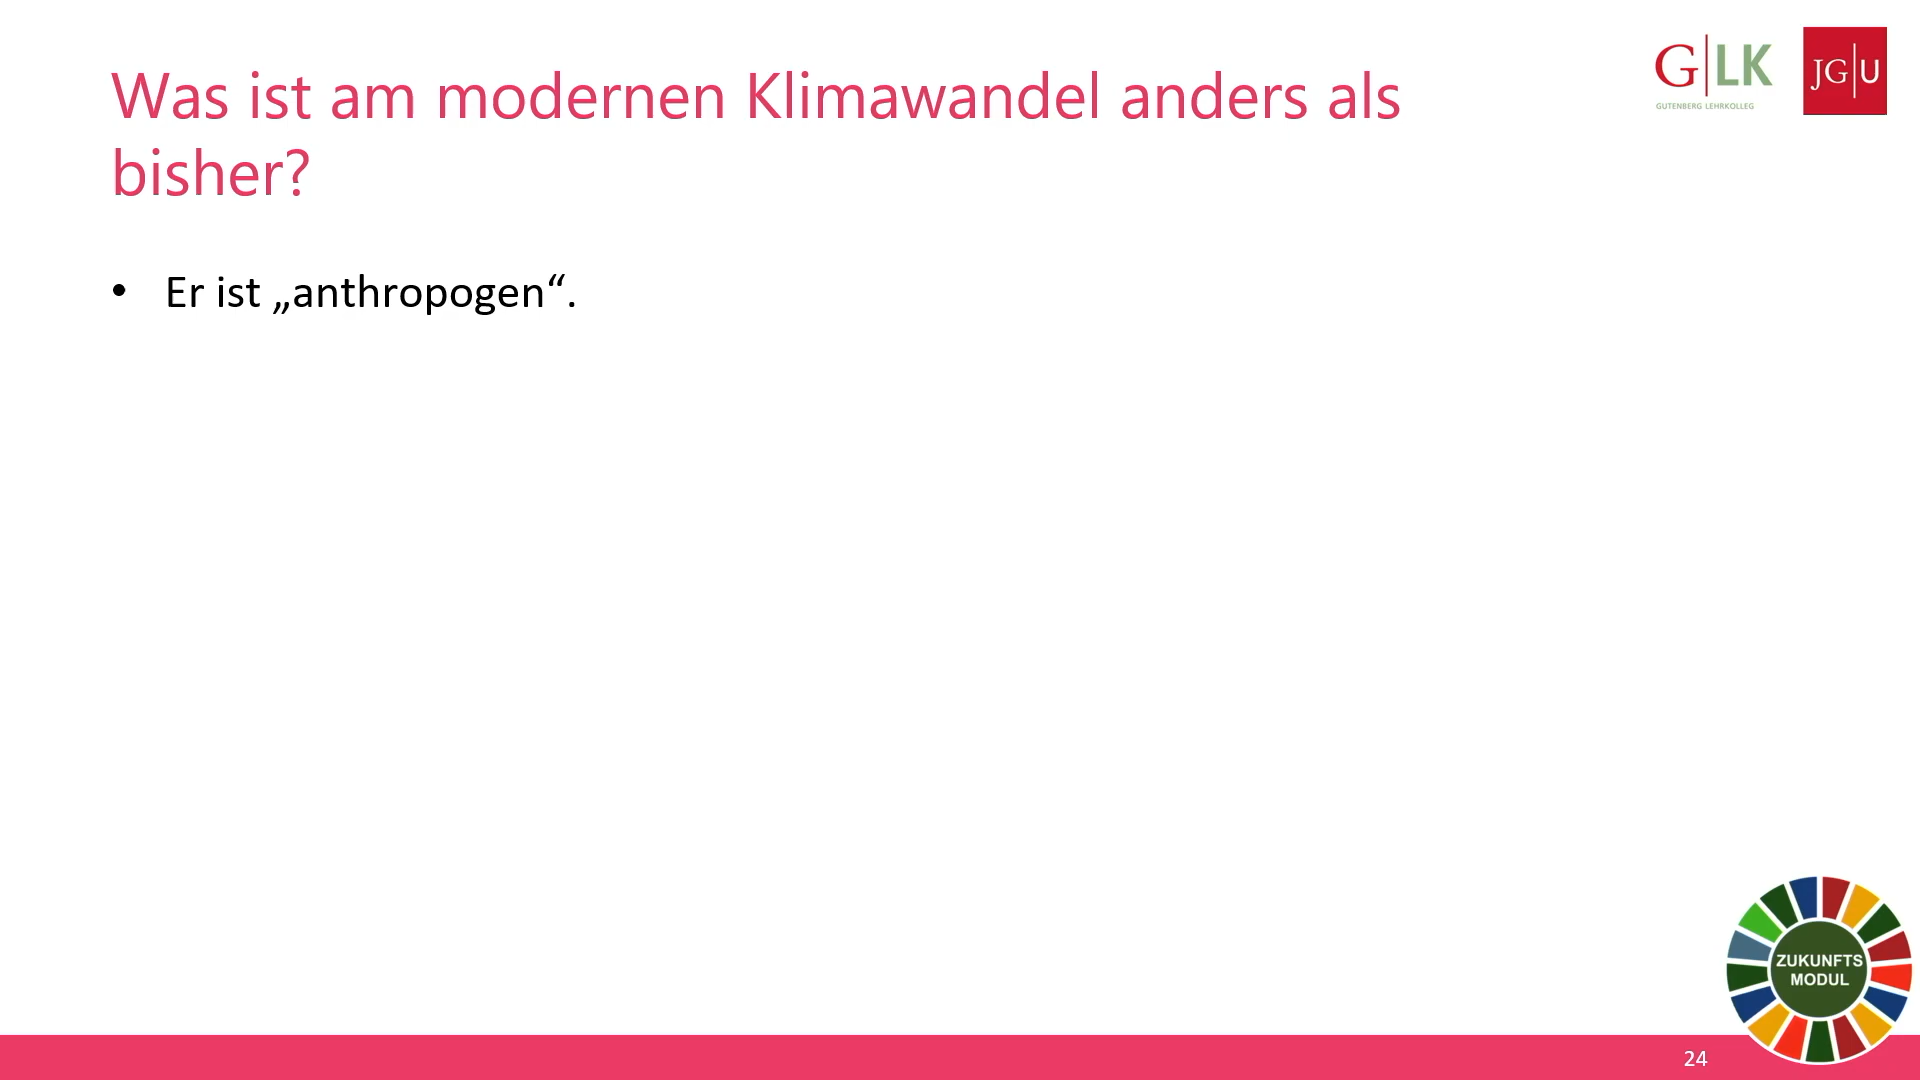 Was ist am modernen Klimawandel anders als
bisher?
G|LK
GUTENBERG LEHRKOLLEG
JG|U
• Er ist „anthropogen“.
ZUKUNFTS
MODUL
24